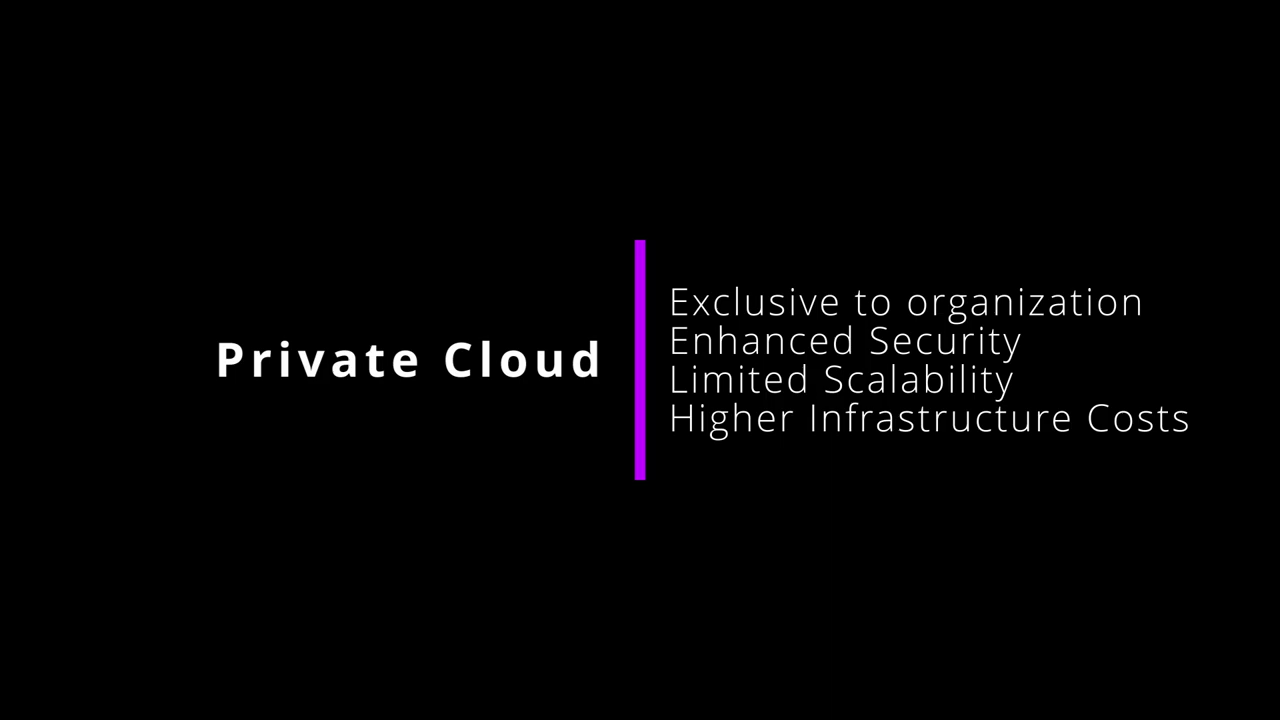 Private Cloud
Exclusive to organization
Enhanced Security
Limited Scalability
Higher Infrastructure Costs